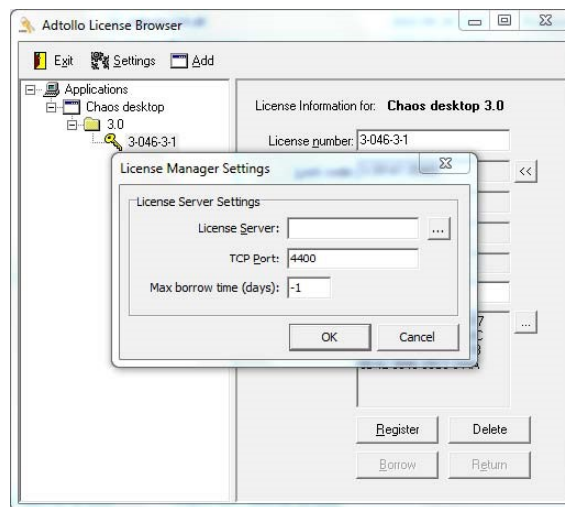 Adtollo License Browser
Exit Settings Add
Applications
Chaos desktop
3.0
3-046-3-1
License Information for: Chaos desktop 3.0
License number: 3-046-3-1
<<
License Manager Settings
License Server Settings
License Server:
...
TCP Port: 4400
Max borrow time (days): -1
OK Cancel
...
Register Delete
Borrow Return